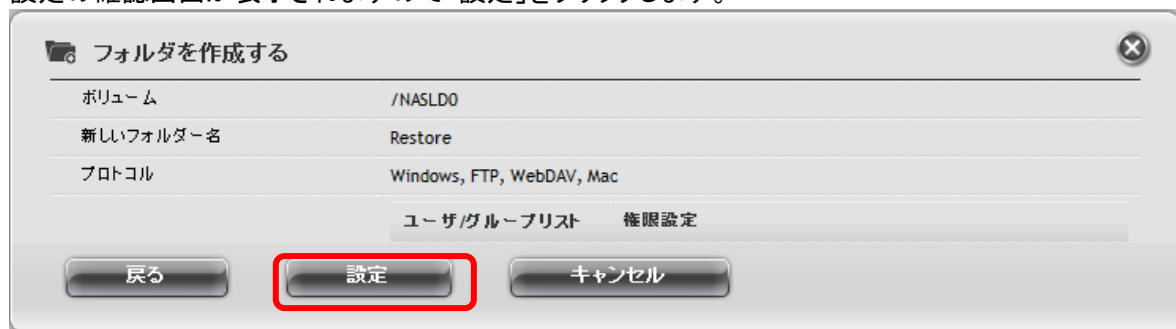 フォルダを作成する
ボリューム /NASLD0
新しいフォルダー名 Restore
プロトコル Windows, FTP, WebDAV, Mac
ユーザ/グループリスト 権限設定
戻る 設定 キャンセル